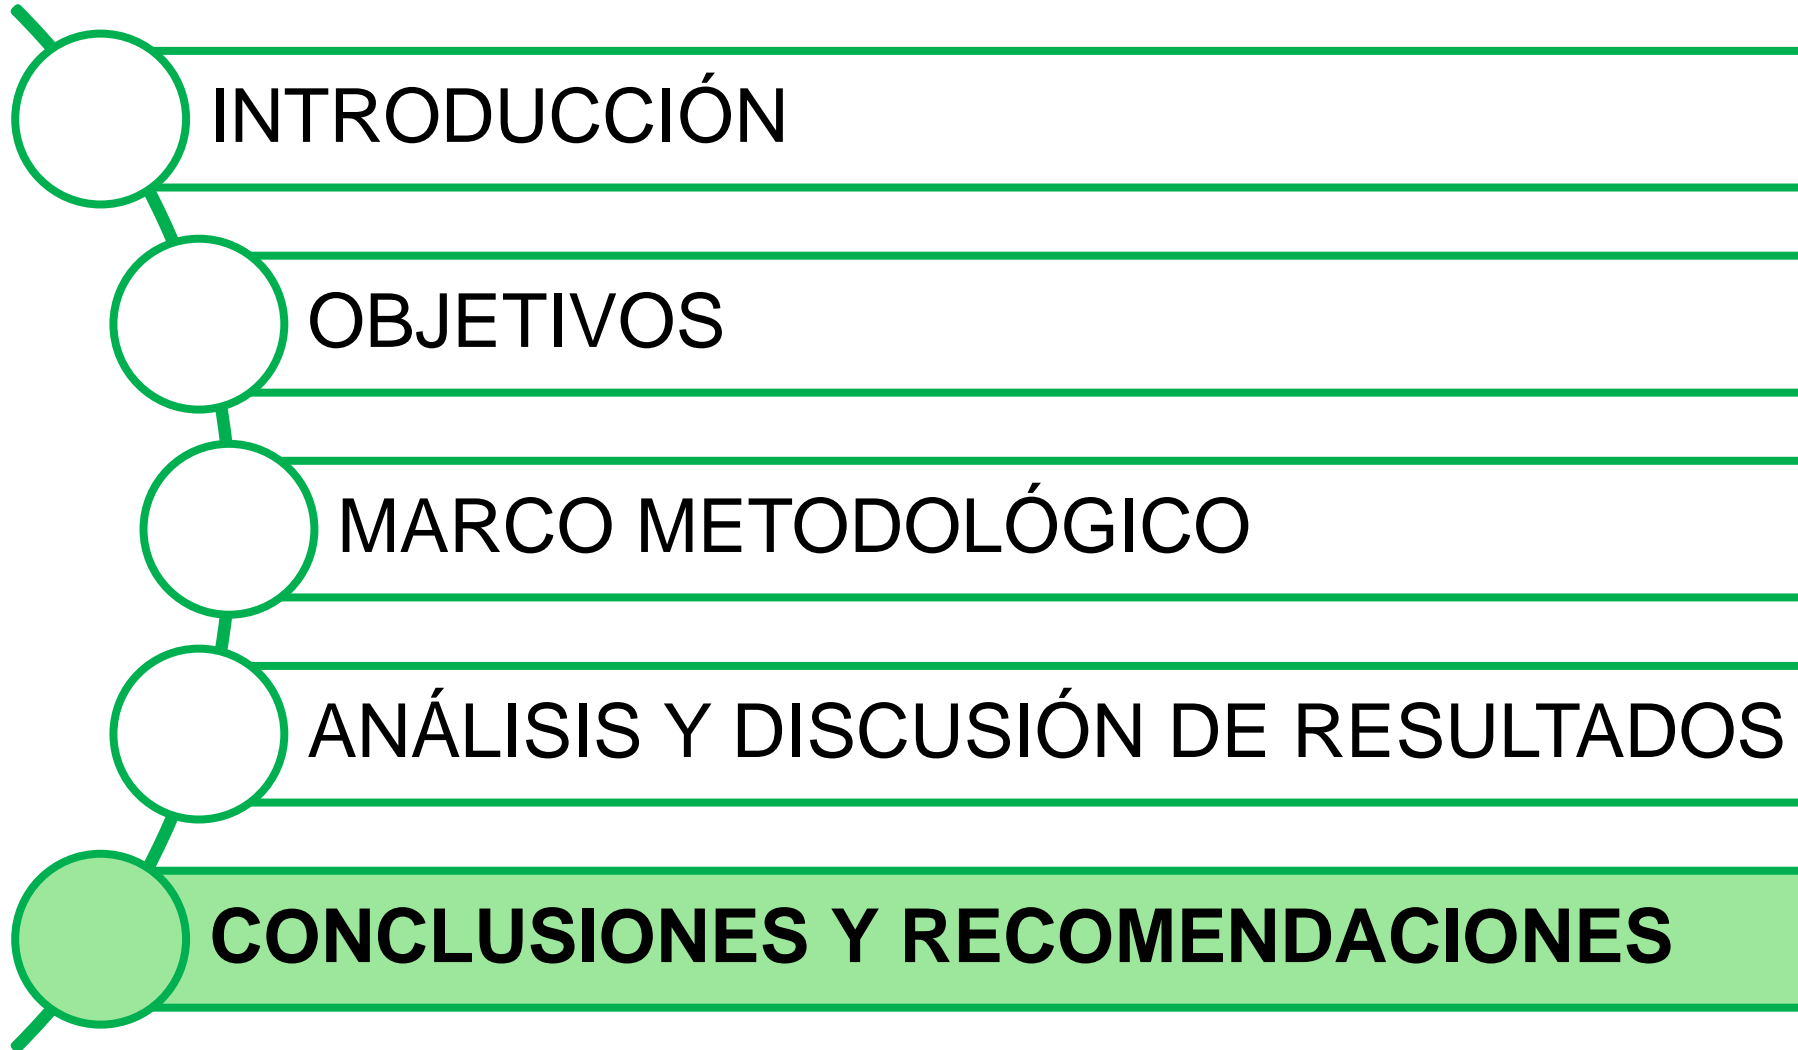 INTRODUCCIÓN
OBJETIVOS
MARCO METODOLÓGICO
ANÁLISIS Y DISCUSIÓN DE RESULTADOS
CONCLUSIONES Y RECOMENDACIONES